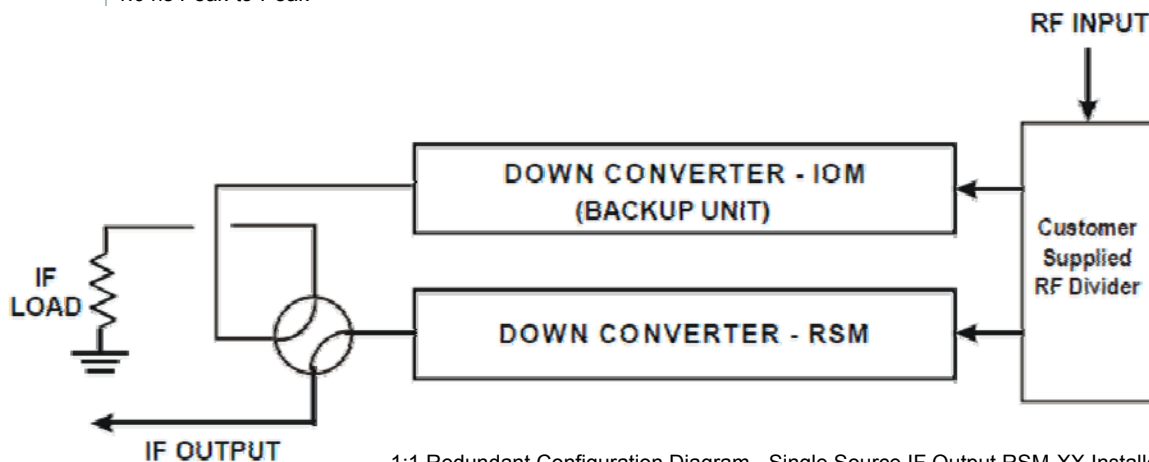 RF INPUT
DOWN CONVERTER - IOM
(BACKUP UNIT)
Customer
Supplied
RF Divider
IF
LOAD
DOWN CONVERTER - RSM
IF OUTPUT
1:1 Redundant Configuration Diagram - Single Source IF Output RSM-XX